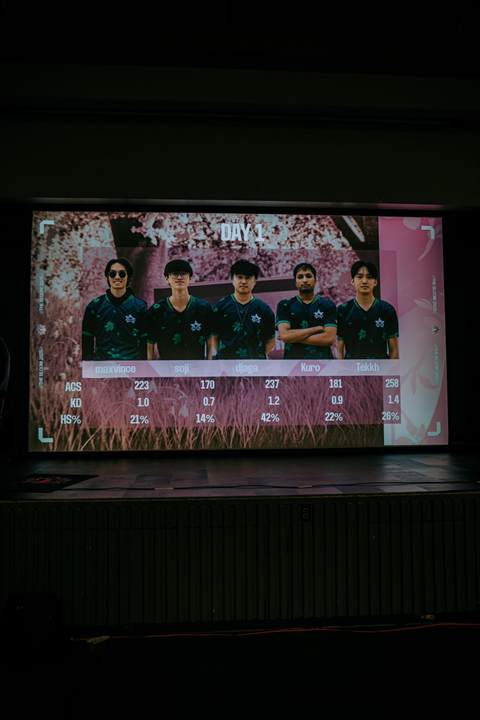 DAY 1
maxvince soji djaga Kuro Tekkh
ACS 223 170 237 181 258
KD 1.0 0.7 1.2 0.9 1.4
HS% 21% 14% 42% 22% 26%